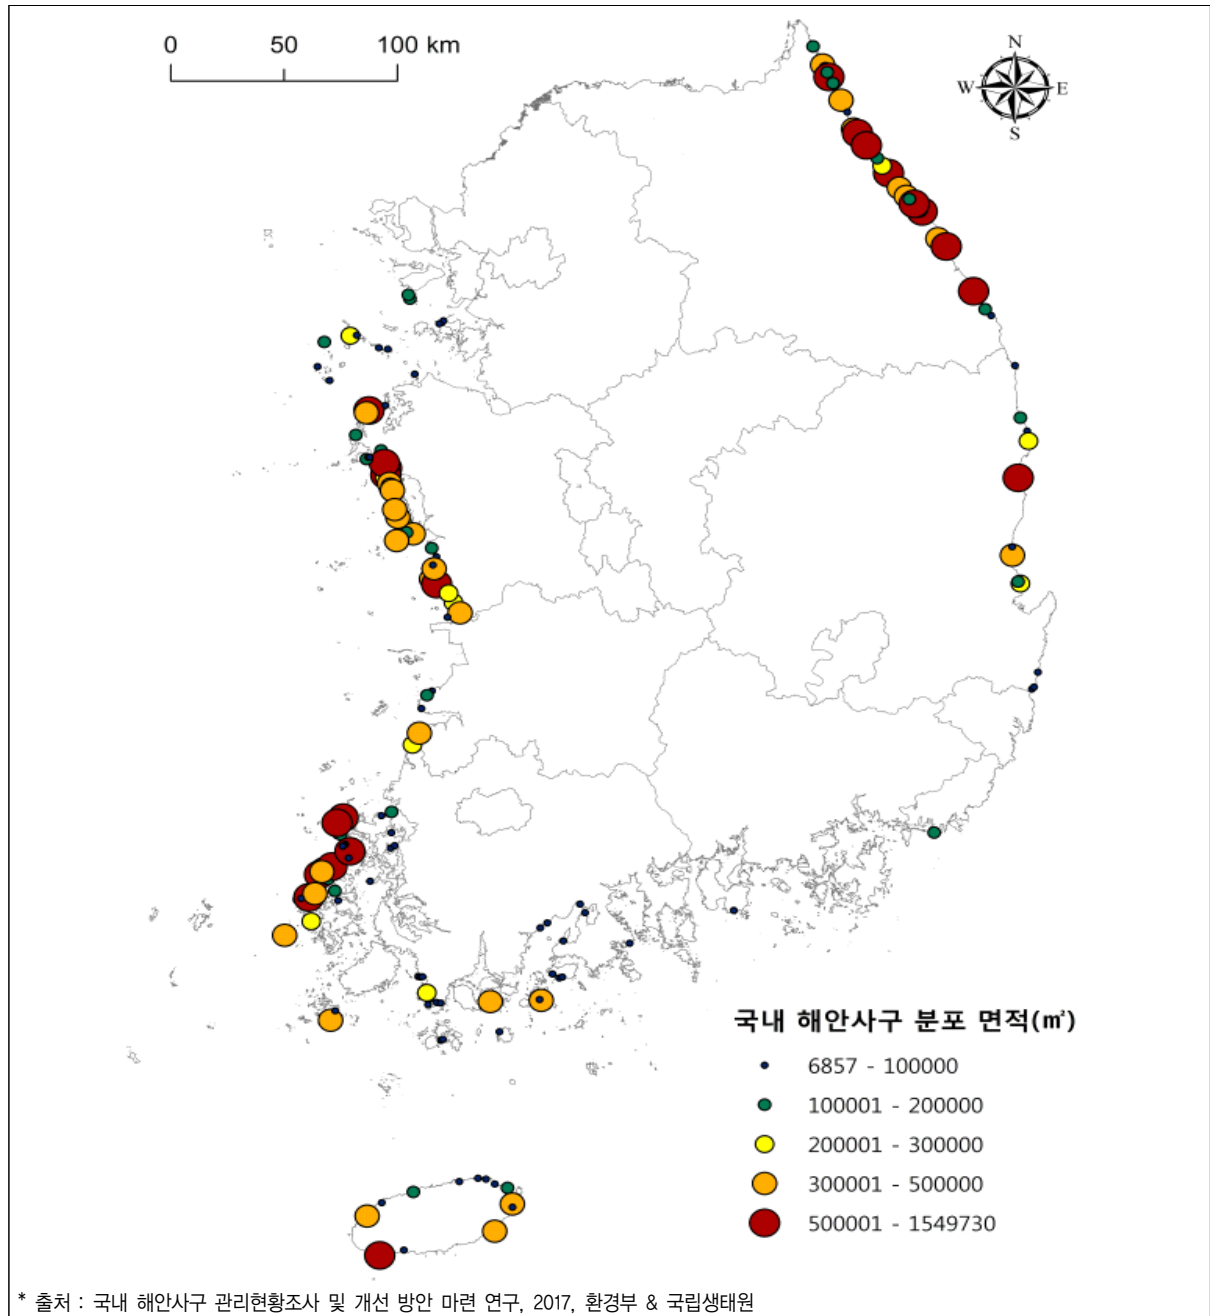 0 50 100 km
N
W E
S
국내 해안사구 분포 면적(㎡)
6857 - 100000
100001 - 200000
200001 - 300000
300001 - 500000
500001 - 1549730
* 출처 : 국내 해안사구 관리현황조사 및 개선 방안 마련 연구, 2017, 환경부 & 국립생태원